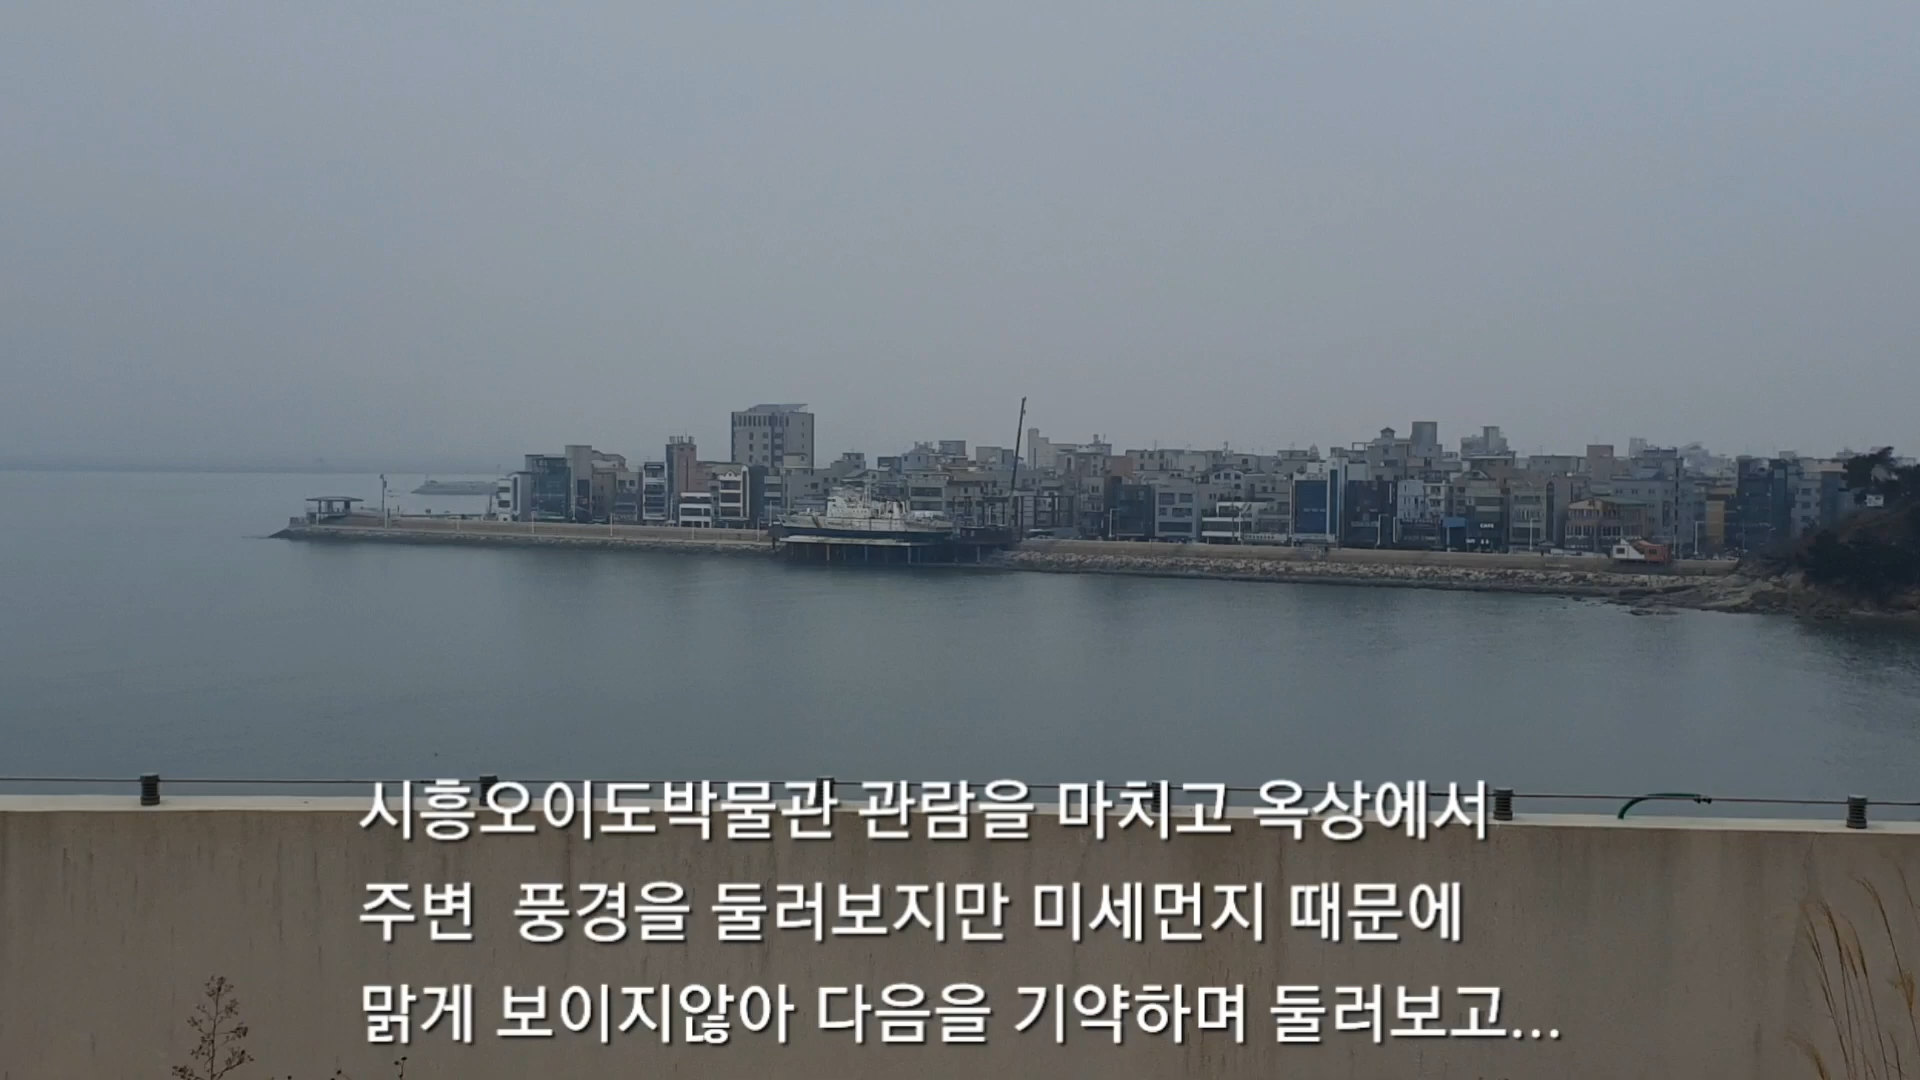 CAFE
시흥오이도박물관 관람을 마치고 옥상에서
주변  풍경을 둘러보지만 미세먼지 때문에
맑게 보이지않아 다음을 기약하며 둘러보고...